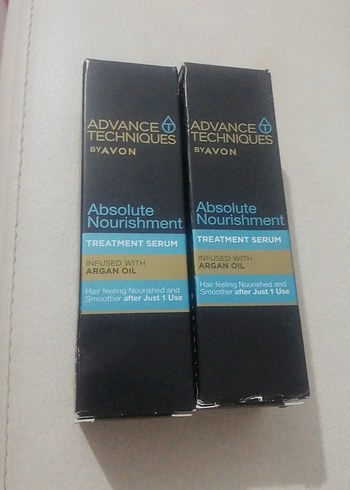 ADVANCE
TECHNIQUES
BY AVON
Absolute
Nourishment
TREATMENT SERUM
INFUSED WITH
ARGAN OIL
Hair feeling Nourished and
Smoother after Just 1 Use
ADVANCE
TECHNIQUES
BY AVON
Absolute
Nourishment
TREATMENT SERUM
INFUSED WITH
ARGAN OIL
Hair feeling Nourished and
Smoother after Just 1 Use